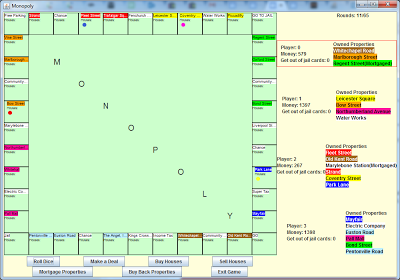 Monopoly
Free Parking
Strand
Chance
Fleet Street
Trafalgar Sq...
Fenchurch ...
Leicester S...
Coventry ...
Water Works
Piccadilly
GO TO JAIL
Rounds: 11/65
Vine Street
Marlborough ...
Community
Bow Street
Marylebone ...
Electric Co...
Pall Mall
Jail
Regent Street
Oxford Street
Community
Bond Street
Liverpool St
Chance
Park Lane
Super Tax
Mayfair
GO
Pentonville
Euston Road
Chance
The Angel, I...
Kings Cross
Income Tax
Whitechapel
Community
Old Kent Ro...
M
O
N
O
P
O
L
Y
Player: 0
Money: 579
Get out of jail cards: 0
Owned Properties
Whitechapel Road
Marlborough Street
Regent Street(Mortgaged)
Player: 1
Money: 1397
Get out of jail cards: 0
Owned Properties
Leicester Square
Bow Street
Northumberland Avenue
Water Works
Player: 2
Money: 267
Get out of jail cards: 0
Owned Properties
Fleet Street
Old Kent Road
Marylebone Station(Mortgaged)
Strand
Coventry Street
Park Lane
Player: 3
Money: 1398
Get out of jail cards: 0
Owned Properties
Mayfair
Electric Company
Euston Road
Pall Mall
Bond Street
Pentonville Road
Roll Dice
Make a Deal
Buy Houses
Sell Houses
Mortgage Properties
Buy Back Properties
Exit Game